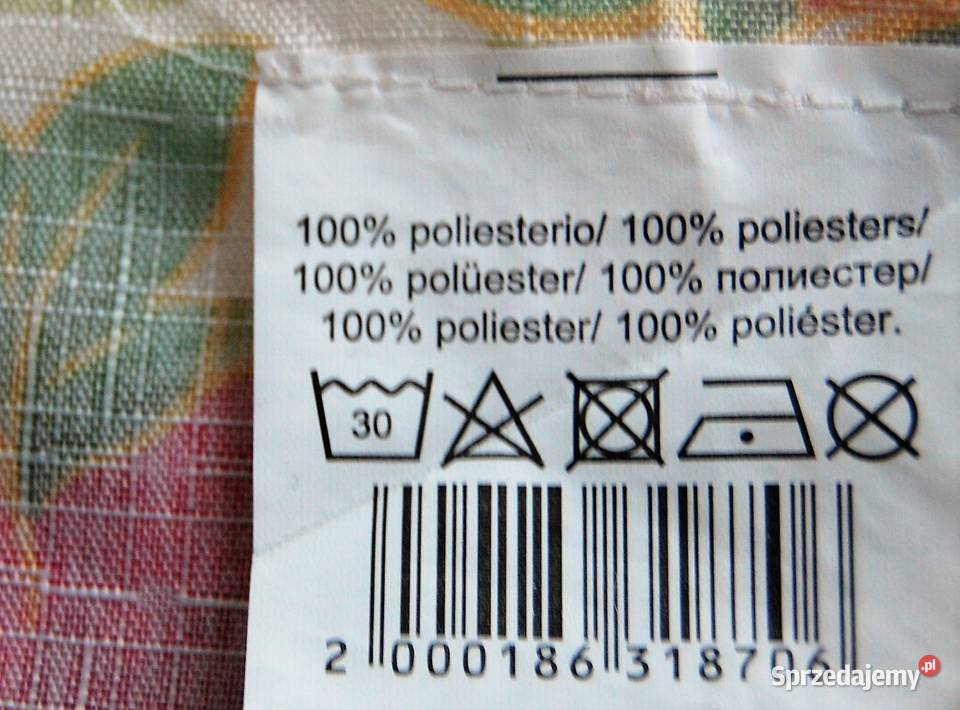 100% poliesterio/ 100% poliesters/
100% polüester/ 100% полиестер/
100% poliester/ 100% poliéster.
30
2 000186 318706
Sprzedajemy.pl